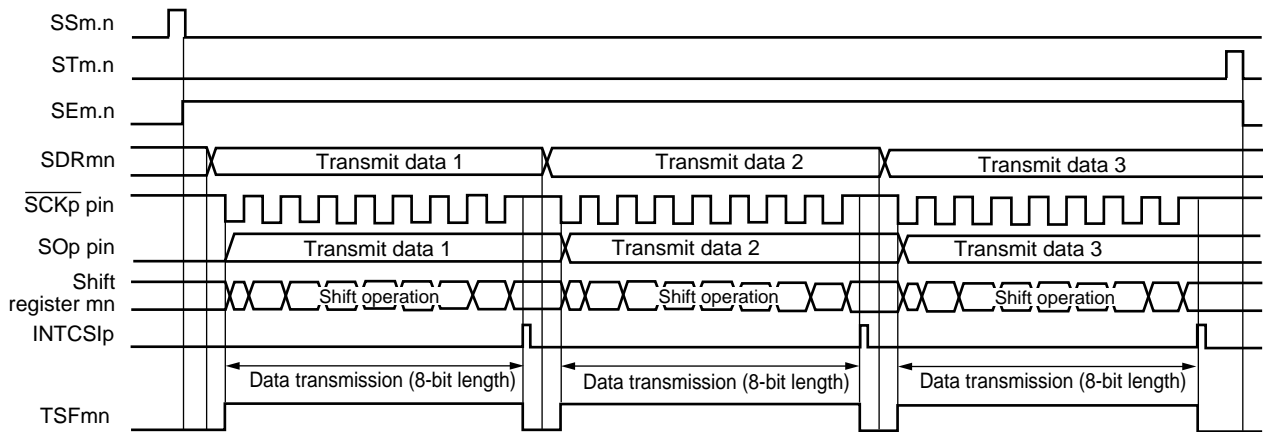 SSm.n
STm.n
SEm.n
SDRmn Transmit data 1 Transmit data 2 Transmit data 3
SCKp pin
SOp pin Transmit data 1 Transmit data 2 Transmit data 3
Shift
register mn Shift operation Shift operation Shift operation
INTCSIp
Data transmission (8-bit length) Data transmission (8-bit length) Data transmission (8-bit length)
TSFmn